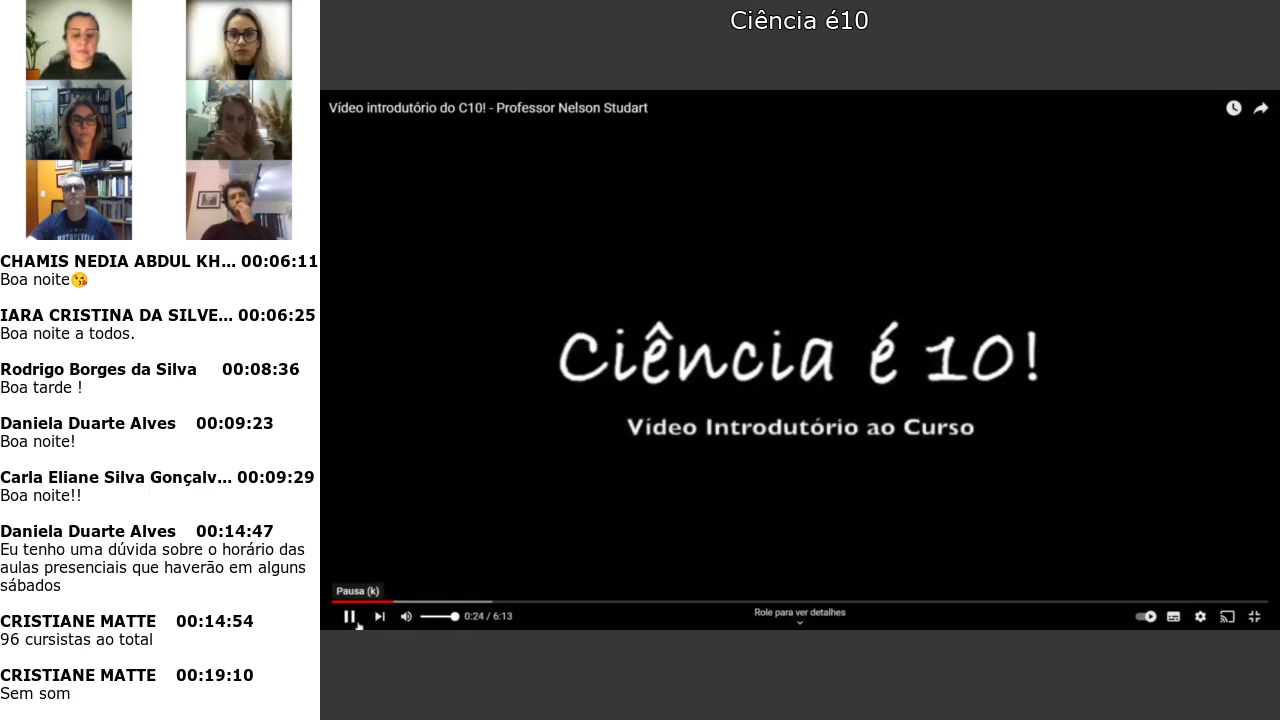 Ciência é10
Vídeo introdutório do C10! - Professor Nelson Studart
CHAMIS NEDIA ABDUL KH... 00:06:11
Boa noite😘
IARA CRISTINA DA SILVE... 00:06:25
Boa noite a todos.
Rodrigo Borges da Silva 00:08:36
Boa tarde !
Daniela Duarte Alves 00:09:23
Boa noite!
Carla Eliane Silva Gonçalv... 00:09:29
Boa noite!!
Daniela Duarte Alves 00:14:47
Eu tenho uma dúvida sobre o horário das
aulas presenciais que haverão em alguns
sábados
CRISTIANE MATTE 00:14:54
96 cursistas ao total
CRISTIANE MATTE 00:19:10
Sem som
Ciência é 10!
Vídeo Introdutório ao Curso
Pausa (k)
0:24 / 6:13
Role para ver detalhes